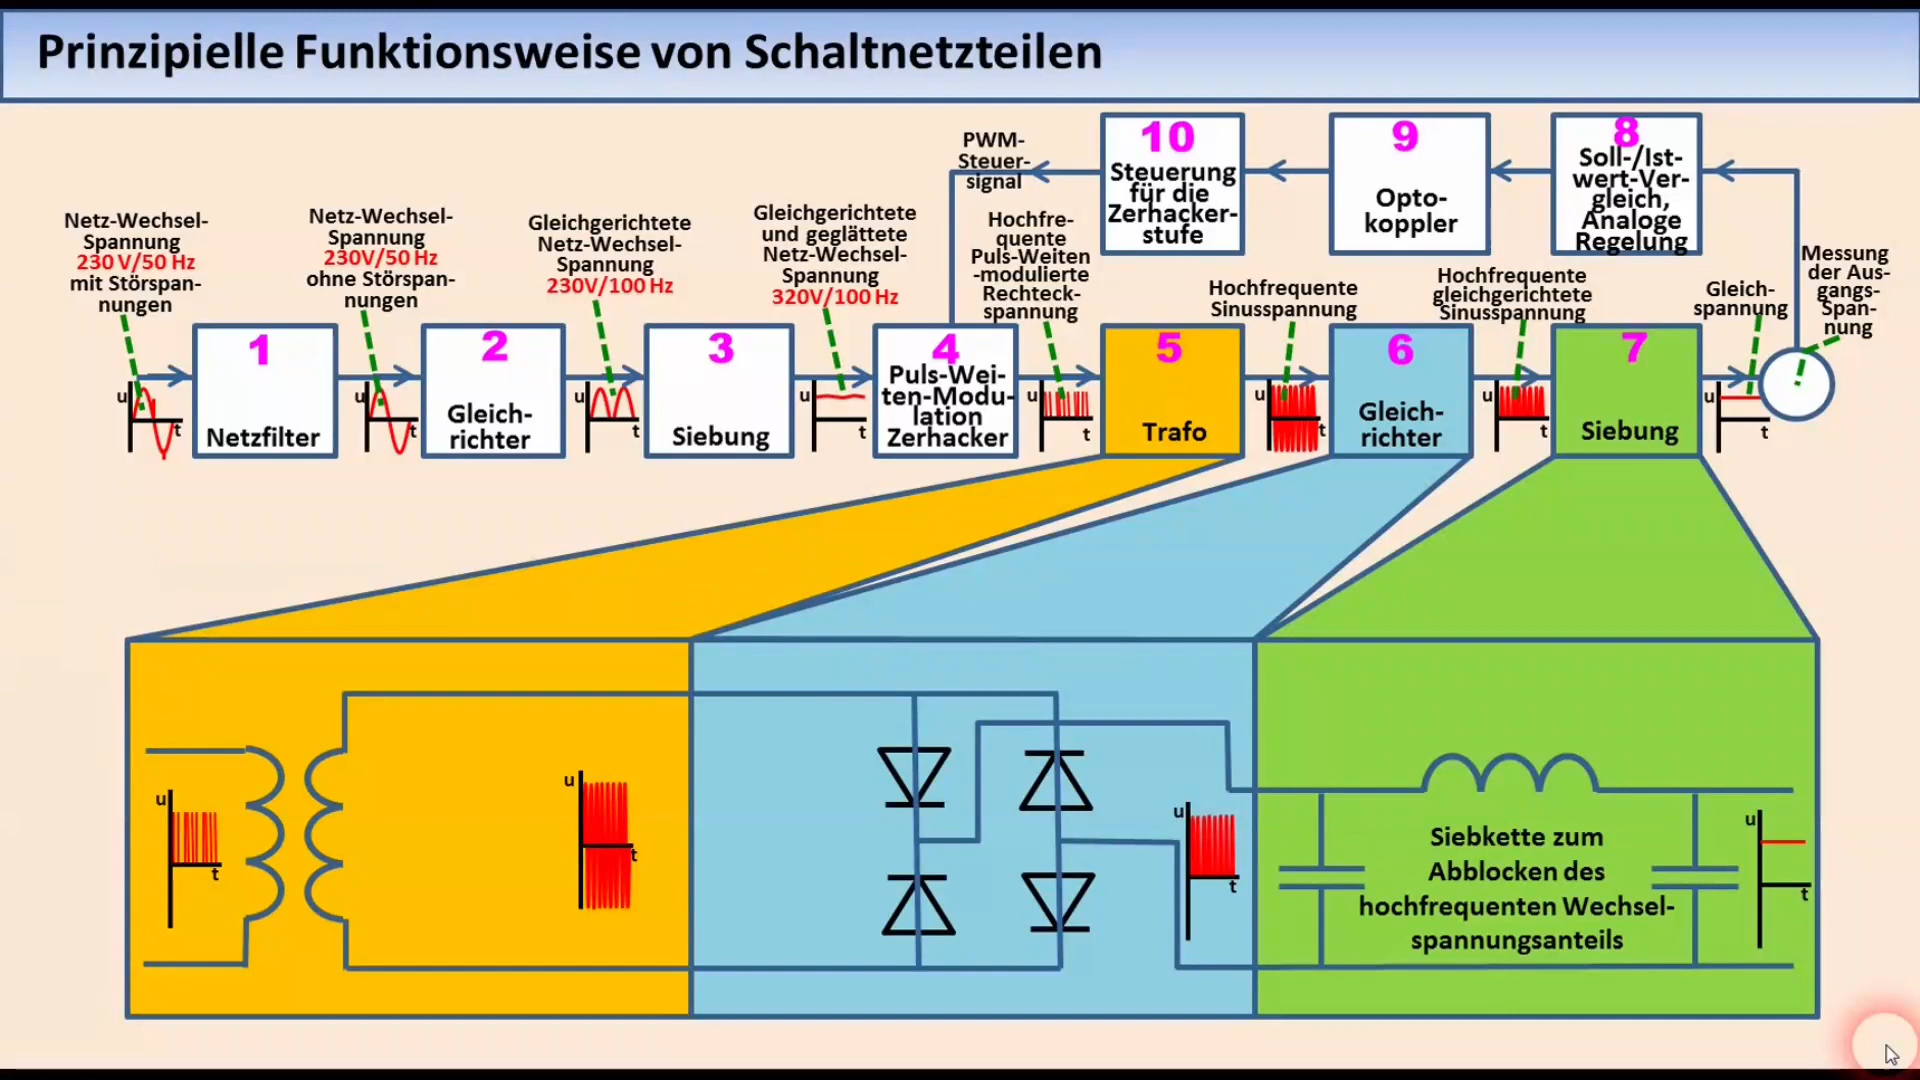 Prinzipielle Funktionsweise von Schaltnetzteilen
Netz-Wechsel-
Spannung
230 V/50 Hz
mit Störspan-
nungen
Netz-Wechsel-
Spannung
230V/50 Hz
ohne Störspan-
nungen
Gleichgerichtete
Netz-Wechsel-
Spannung
230V/100 Hz
Gleichgerichtete
und geglättete
Netz-Wechsel-
Spannung
320V/100 Hz
PWM-
Steuer-
signal
Hochfre-
quente
Puls-Weiten
-modulierte
Rechteck-
spannung
10
Steuerung
für die
Zerhacker-
stufe
9
Opto-
koppler
8
Soll-/Ist-
wert-Ver-
gleich,
Analoge
Regelung
Hochfrequente
Sinusspannung
Hochfrequente
gleichgerichtete
Sinusspannung
Gleich-
spannung
Messung
der Aus-
gangs-
Span-
nung
u
t
1
Netzfilter
u
t
2
Gleich-
richter
u
t
3
Siebung
u
t
4
Puls-Wei-
ten-Modu-
lation
Zerhacker
u
t
5
Trafo
u
t
6
Gleich-
richter
u
t
7
Siebung
u
t
u
t
u
t
u
t
Siebkette zum
Abblocken des
hochfrequenten Wechsel-
spannungsanteils
u
t